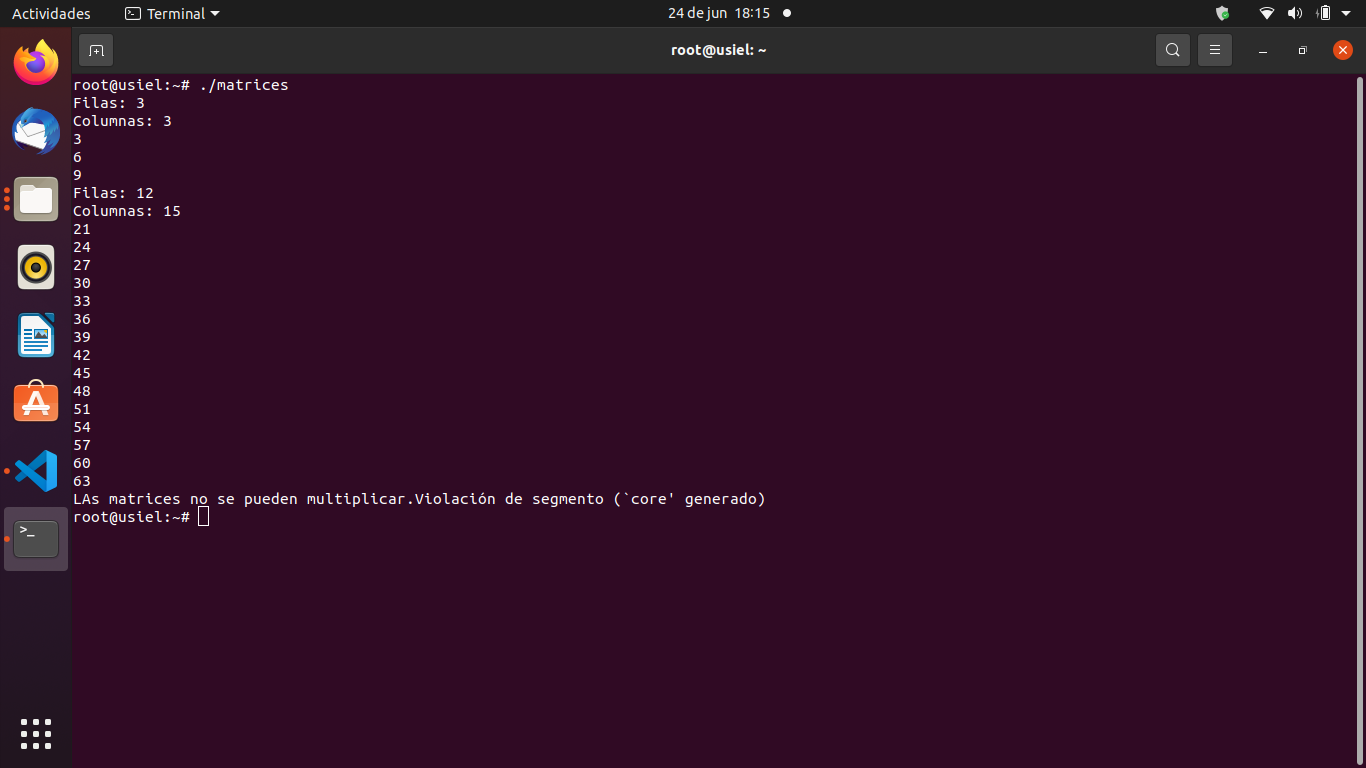 Actividades
Terminal
24 de jun 18:15
root@usiel: ~
root@usiel:~# ./matrices
Filas: 3
Columnas: 3
3
6
9
Filas: 12
Columnas: 15
21
24
27
30
33
36
39
42
45
48
51
54
57
60
63
LAs matrices no se pueden multiplicar.Violación de segmento (`core' generado)
root@usiel:~#